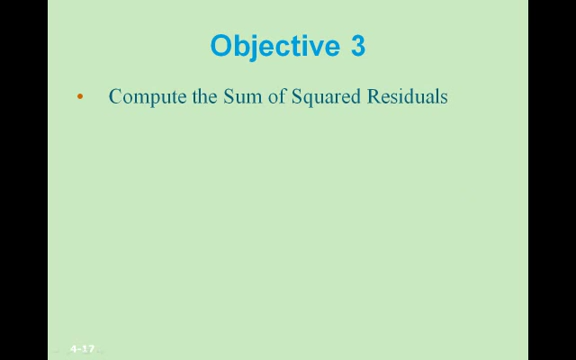 Objective 3
• Compute the Sum of Squared Residuals
4-17